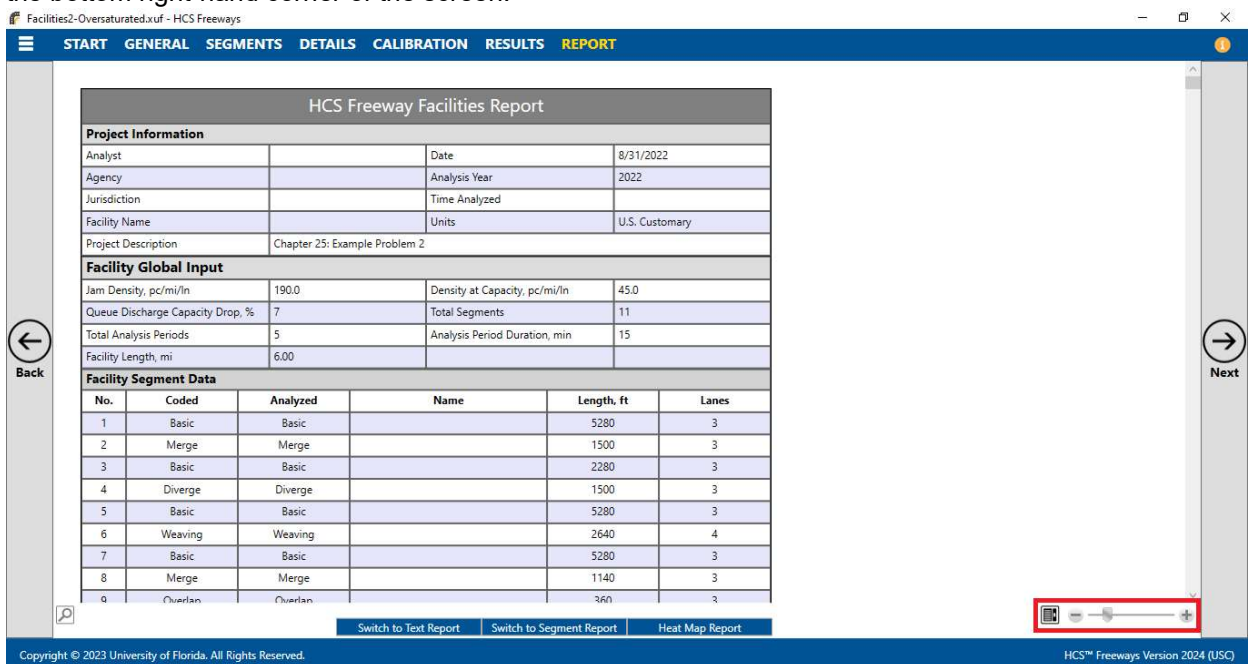 the bottom right-hand corner of the screen.
Facilities2-Oversaturated.xuf - HCS Freeways
START GENERAL SEGMENTS DETAILS CALIBRATION RESULTS REPORT
HCS Freeway Facilities Report
Project Information
Analyst Date 8/31/2022
Agency Analysis Year 2022
Jurisdiction Time Analyzed
Facility Name Units U.S. Customary
Project Description Chapter 25: Example Problem 2
Facility Global Input
Jam Density, pc/mi/ln 190.0 Density at Capacity, pc/mi/ln 45.0
Queue Discharge Capacity Drop, % 7 Total Segments 11
Total Analysis Periods 5 Analysis Period Duration, min 15
Facility Length, mi 6.00
Facility Segment Data
No. Coded Analyzed Name Length, ft Lanes
1 Basic Basic 5280 3
2 Merge Merge 1500 3
3 Basic Basic 2280 3
4 Diverge Diverge 1500 3
5 Basic Basic 5280 3
6 Weaving Weaving 2640 4
7 Basic Basic 5280 3
8 Merge Merge 1140 3
9 Overlap Overlap 360 3
Back
Next
Switch to Text Report Switch to Segment Report Heat Map Report
Copyright © 2023 University of Florida. All Rights Reserved. HCS™ Freeways Version 2024 (USC)